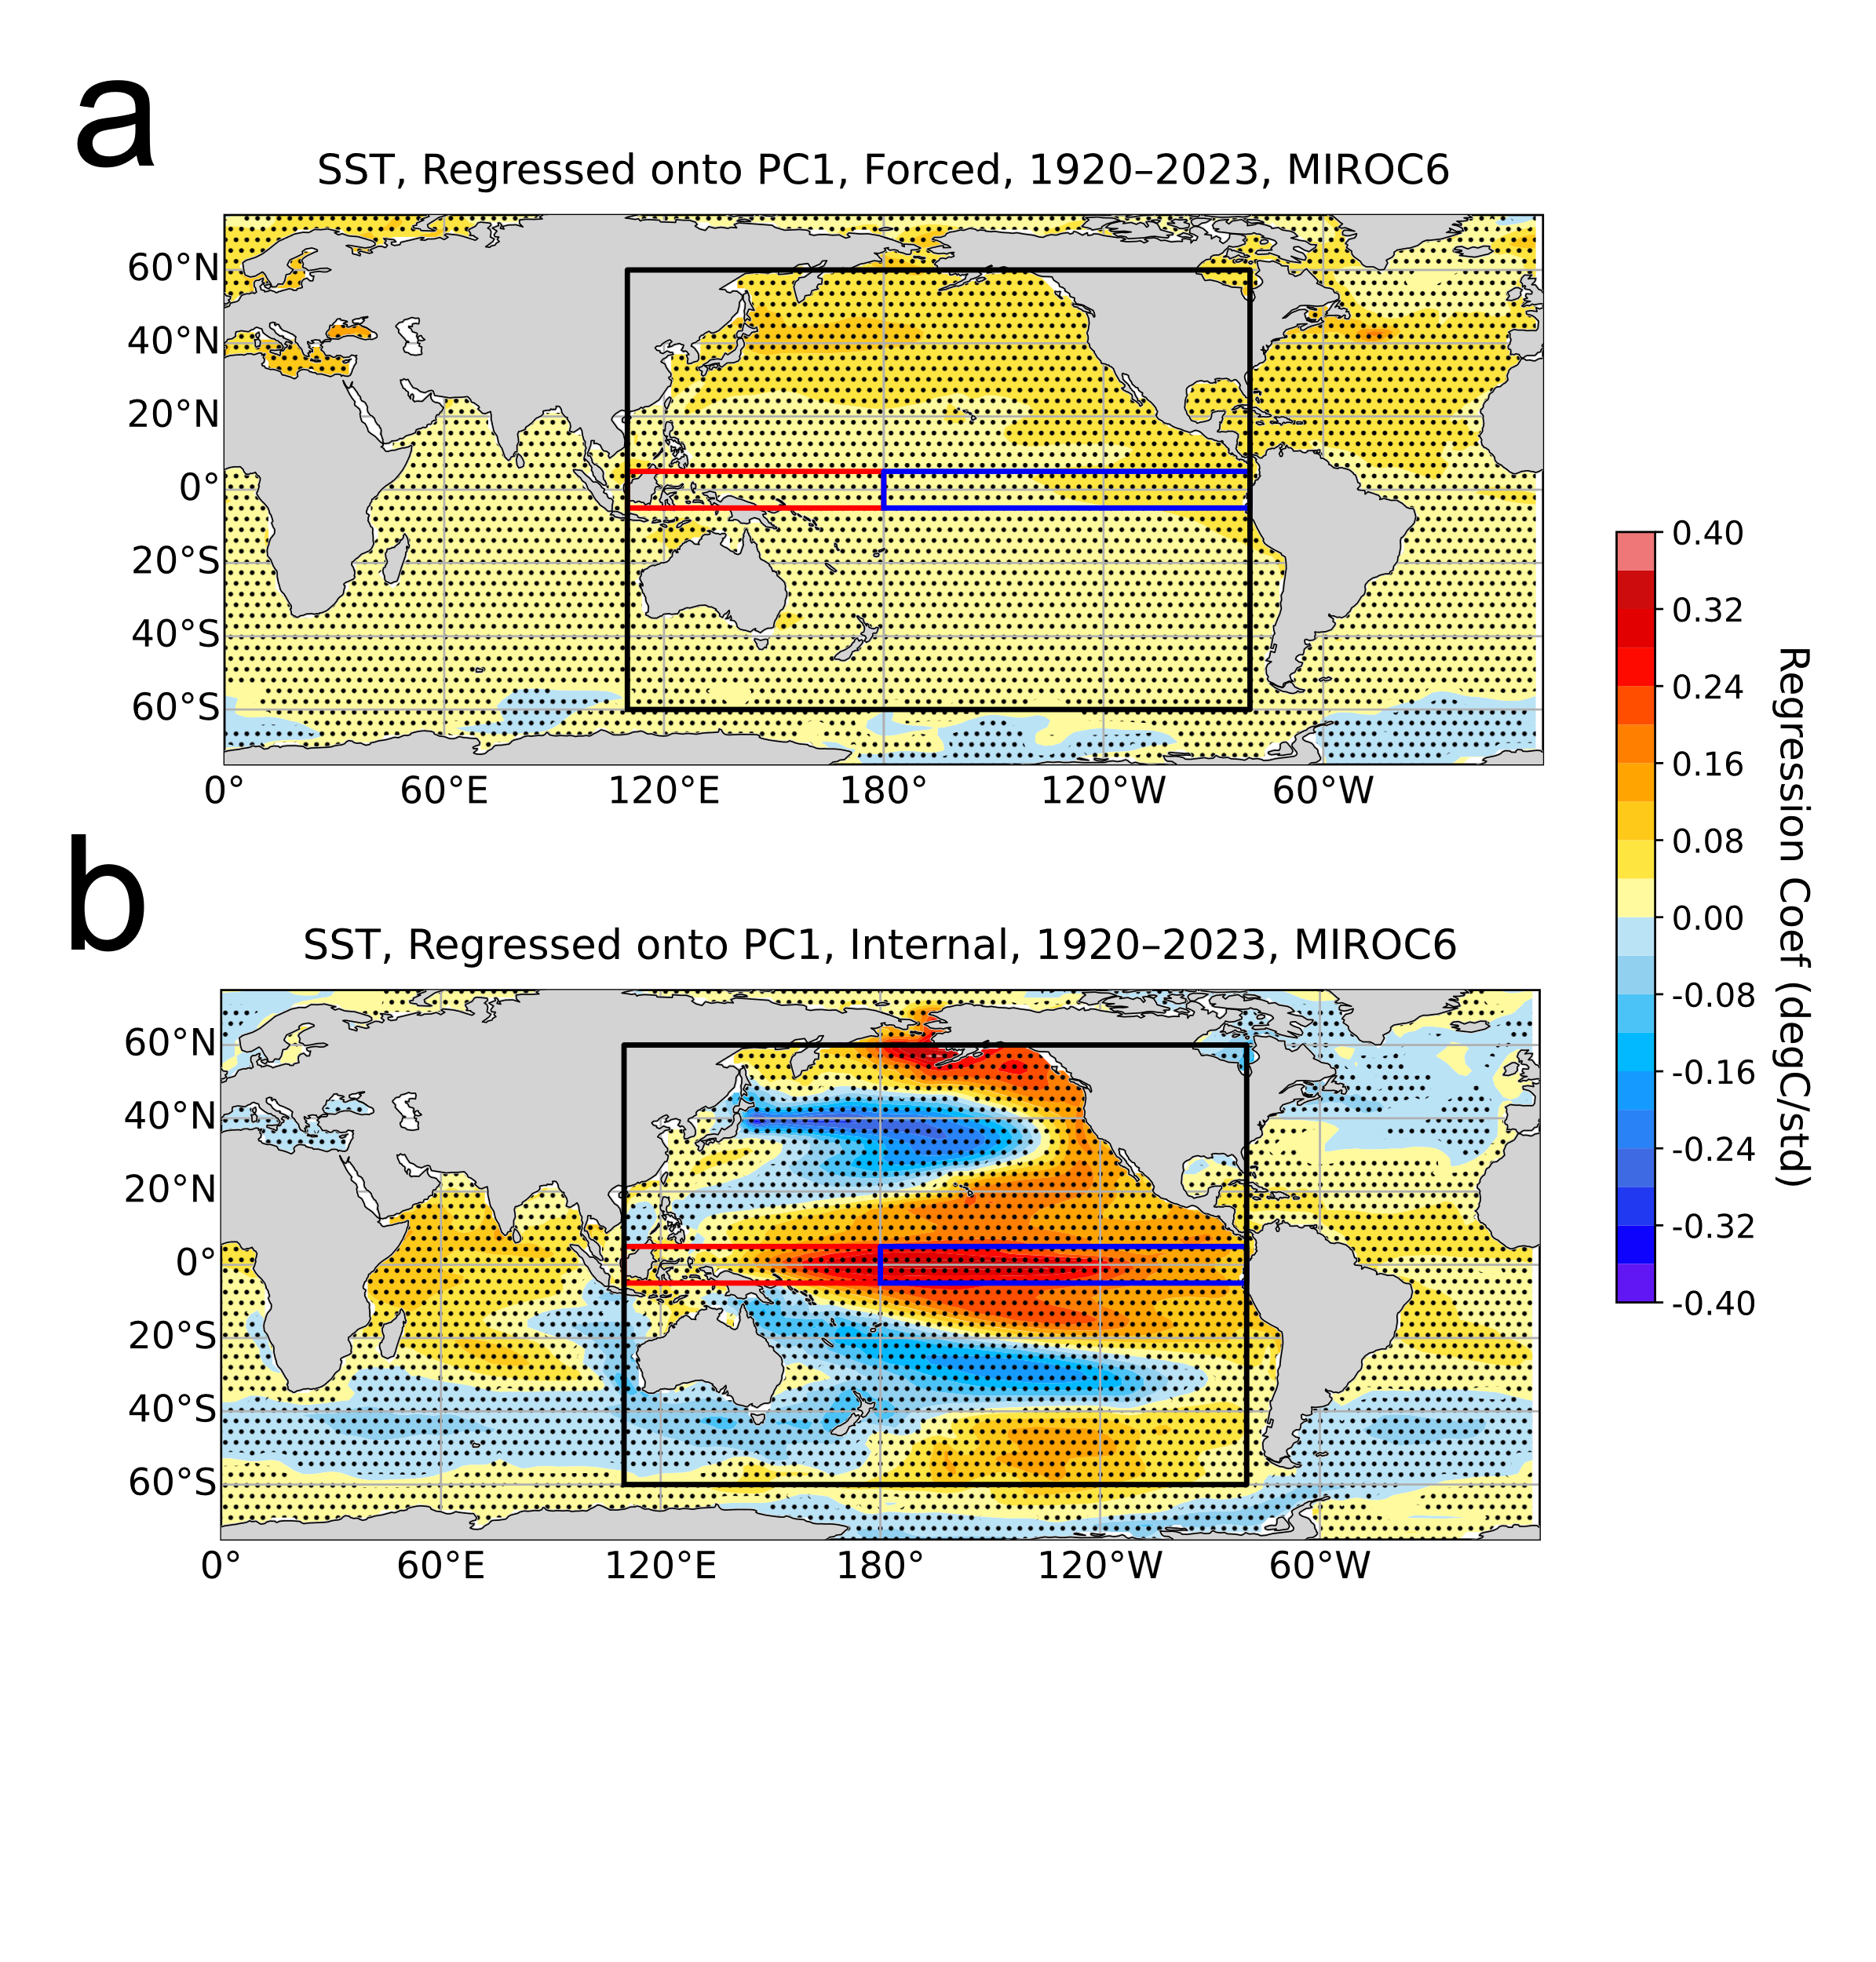 a
SST, Regressed onto PC1, Forced, 1920–2023, MIROC6
60°N
40°N
20°N
0°
20°S
40°S
60°S
0°
60°E
120°E
180°
120°W
60°W
b
SST, Regressed onto PC1, Internal, 1920–2023, MIROC6
60°N
40°N
20°N
0°
20°S
40°S
60°S
0°
60°E
120°E
180°
120°W
60°W
0.40
0.32
0.24
0.16
0.08
0.00
-0.08
-0.16
-0.24
-0.32
-0.40
Regression Coef (degC/std)